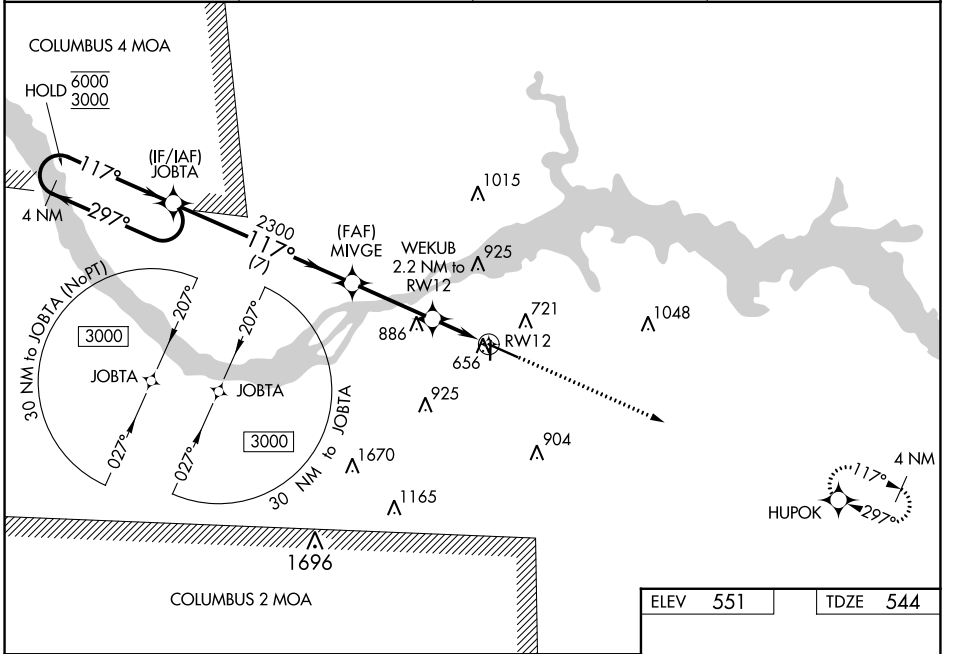 COLUMBUS 4 MOA
HOLD 6000
3000
117°
(IF/IAF)
JOBTA
4 NM
297°
2300
117°
(7)
(FAF)
MIVGE
WEKUB
2.2 NM to
RW12
1015
925
721
1048
886
RW12
656
925
904
1670
1165
1696
30 NM to JOBTA (NoPT)
207°
3000
JOBTA
027°
207°
JOBTA
3000
027°
30 NM to JOBTA
4 NM
117°
HUPOK
297°
COLUMBUS 2 MOA
ELEV 551
TDZE 544